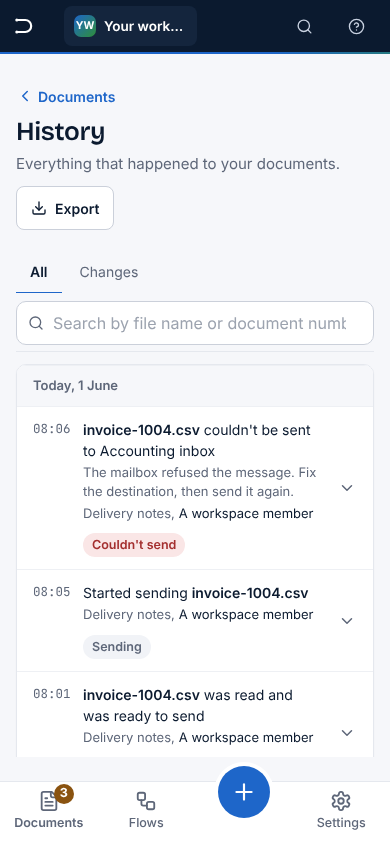 YW Your work...
Documents
History
Everything that happened to your documents.
Export
All Changes
Search by file name or document numb
Today, 1 June
08:06 invoice-1004.csv couldn't be sent
to Accounting inbox
The mailbox refused the message. Fix
the destination, then send it again.
Delivery notes, A workspace member
Couldn't send
08:05 Started sending invoice-1004.csv
Delivery notes, A workspace member
Sending
08:01 invoice-1004.csv was read and
was ready to send
Delivery notes, A workspace member
3
Documents Flows Settings